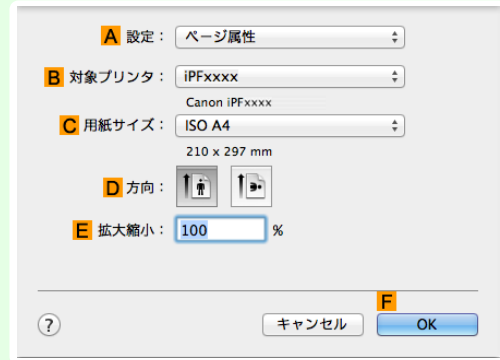 A 設定： ページ属性
B 対象プリンタ： iPFxxxx
Canon iPFxxxx
C 用紙サイズ： ISO A4
210 x 297 mm
D 方向：
E 拡大縮小： 100 %
F
? キャンセル OK